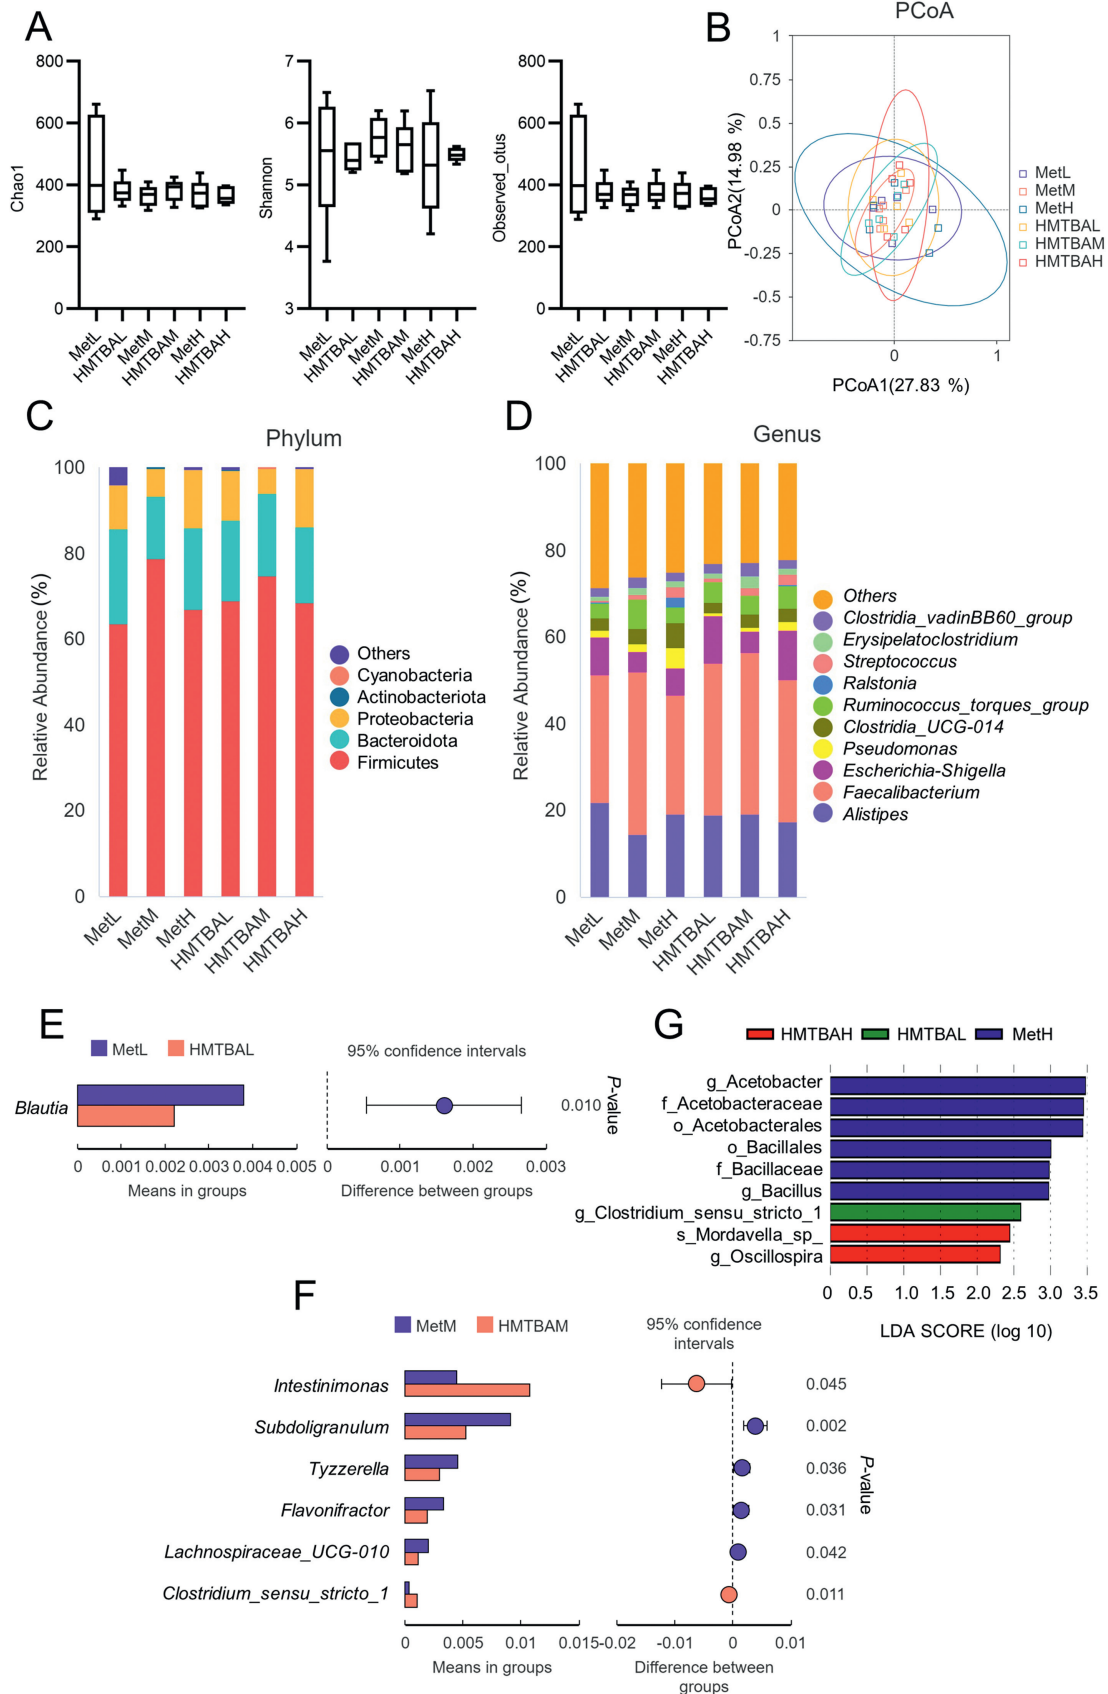 A
Chao1
800
600
400
200
0
MetL
HMTBAL
MetM
HMTBAM
MetH
HMTBAH
Shannon
7
6
5
4
3
MetL
HMTBAL
MetM
HMTBAM
MetH
HMTBAH
Observed_otus
800
600
400
200
0
MetL
HMTBAL
MetM
HMTBAM
MetH
HMTBAH
B
PCoA
PCoA2(14.98 %)
1
0.75
0.5
0.25
0
-0.25
-0.5
-0.75
0
1
PCoA1(27.83 %)
MetL
MetM
MetH
HMTBAL
HMTBAM
HMTBAH
C
Phylum
Relative Abundance (%)
100
80
60
40
20
0
MetL
MetM
MetH
HMTBAL
HMTBAM
HMTBAH
Others
Cyanobacteria
Actinobacteriota
Proteobacteria
Bacteroidota
Firmicutes
D
Genus
Relative Abundance (%)
100
80
60
40
20
0
MetL
MetM
MetH
HMTBAL
HMTBAM
HMTBAH
Others
Clostridia_vadinBB60_group
Erysipelatoclostridium
Streptococcus
Ralstonia
Ruminococcus_torques_group
Clostridia_UCG-014
Pseudomonas
Escherichia-Shigella
Faecalibacterium
Alistipes
E
MetL
HMTBAL
95% confidence intervals
Blautia
0.010
P-value
0 0.001 0.002 0.003 0.004 0.005
Means in groups
0 0.001 0.002 0.003
Difference between groups
G
HMTBAH
HMTBAL
MetH
g_Acetobacter
f_Acetobacteraceae
o_Acetobacterales
o_Bacillales
f_Bacillaceae
g_Bacillus
g_Clostridium_sensu_stricto_1
s_Mordavella_sp_
g_Oscillospira
0 0.5 1.0 1.5 2.0 2.5 3.0 3.5
LDA SCORE (log 10)
F
MetM
HMTBAM
95% confidence
intervals
Intestinimonas
0.045
Subdoligranulum
0.002
Tyzzerella
0.036
Flavonifractor
0.031
Lachnospiraceae_UCG-010
0.042
Clostridium_sensu_stricto_1
0.011
P-value
0 0.005 0.01 0.015
Means in groups
-0.02 -0.01 0 0.01
Difference between
groups